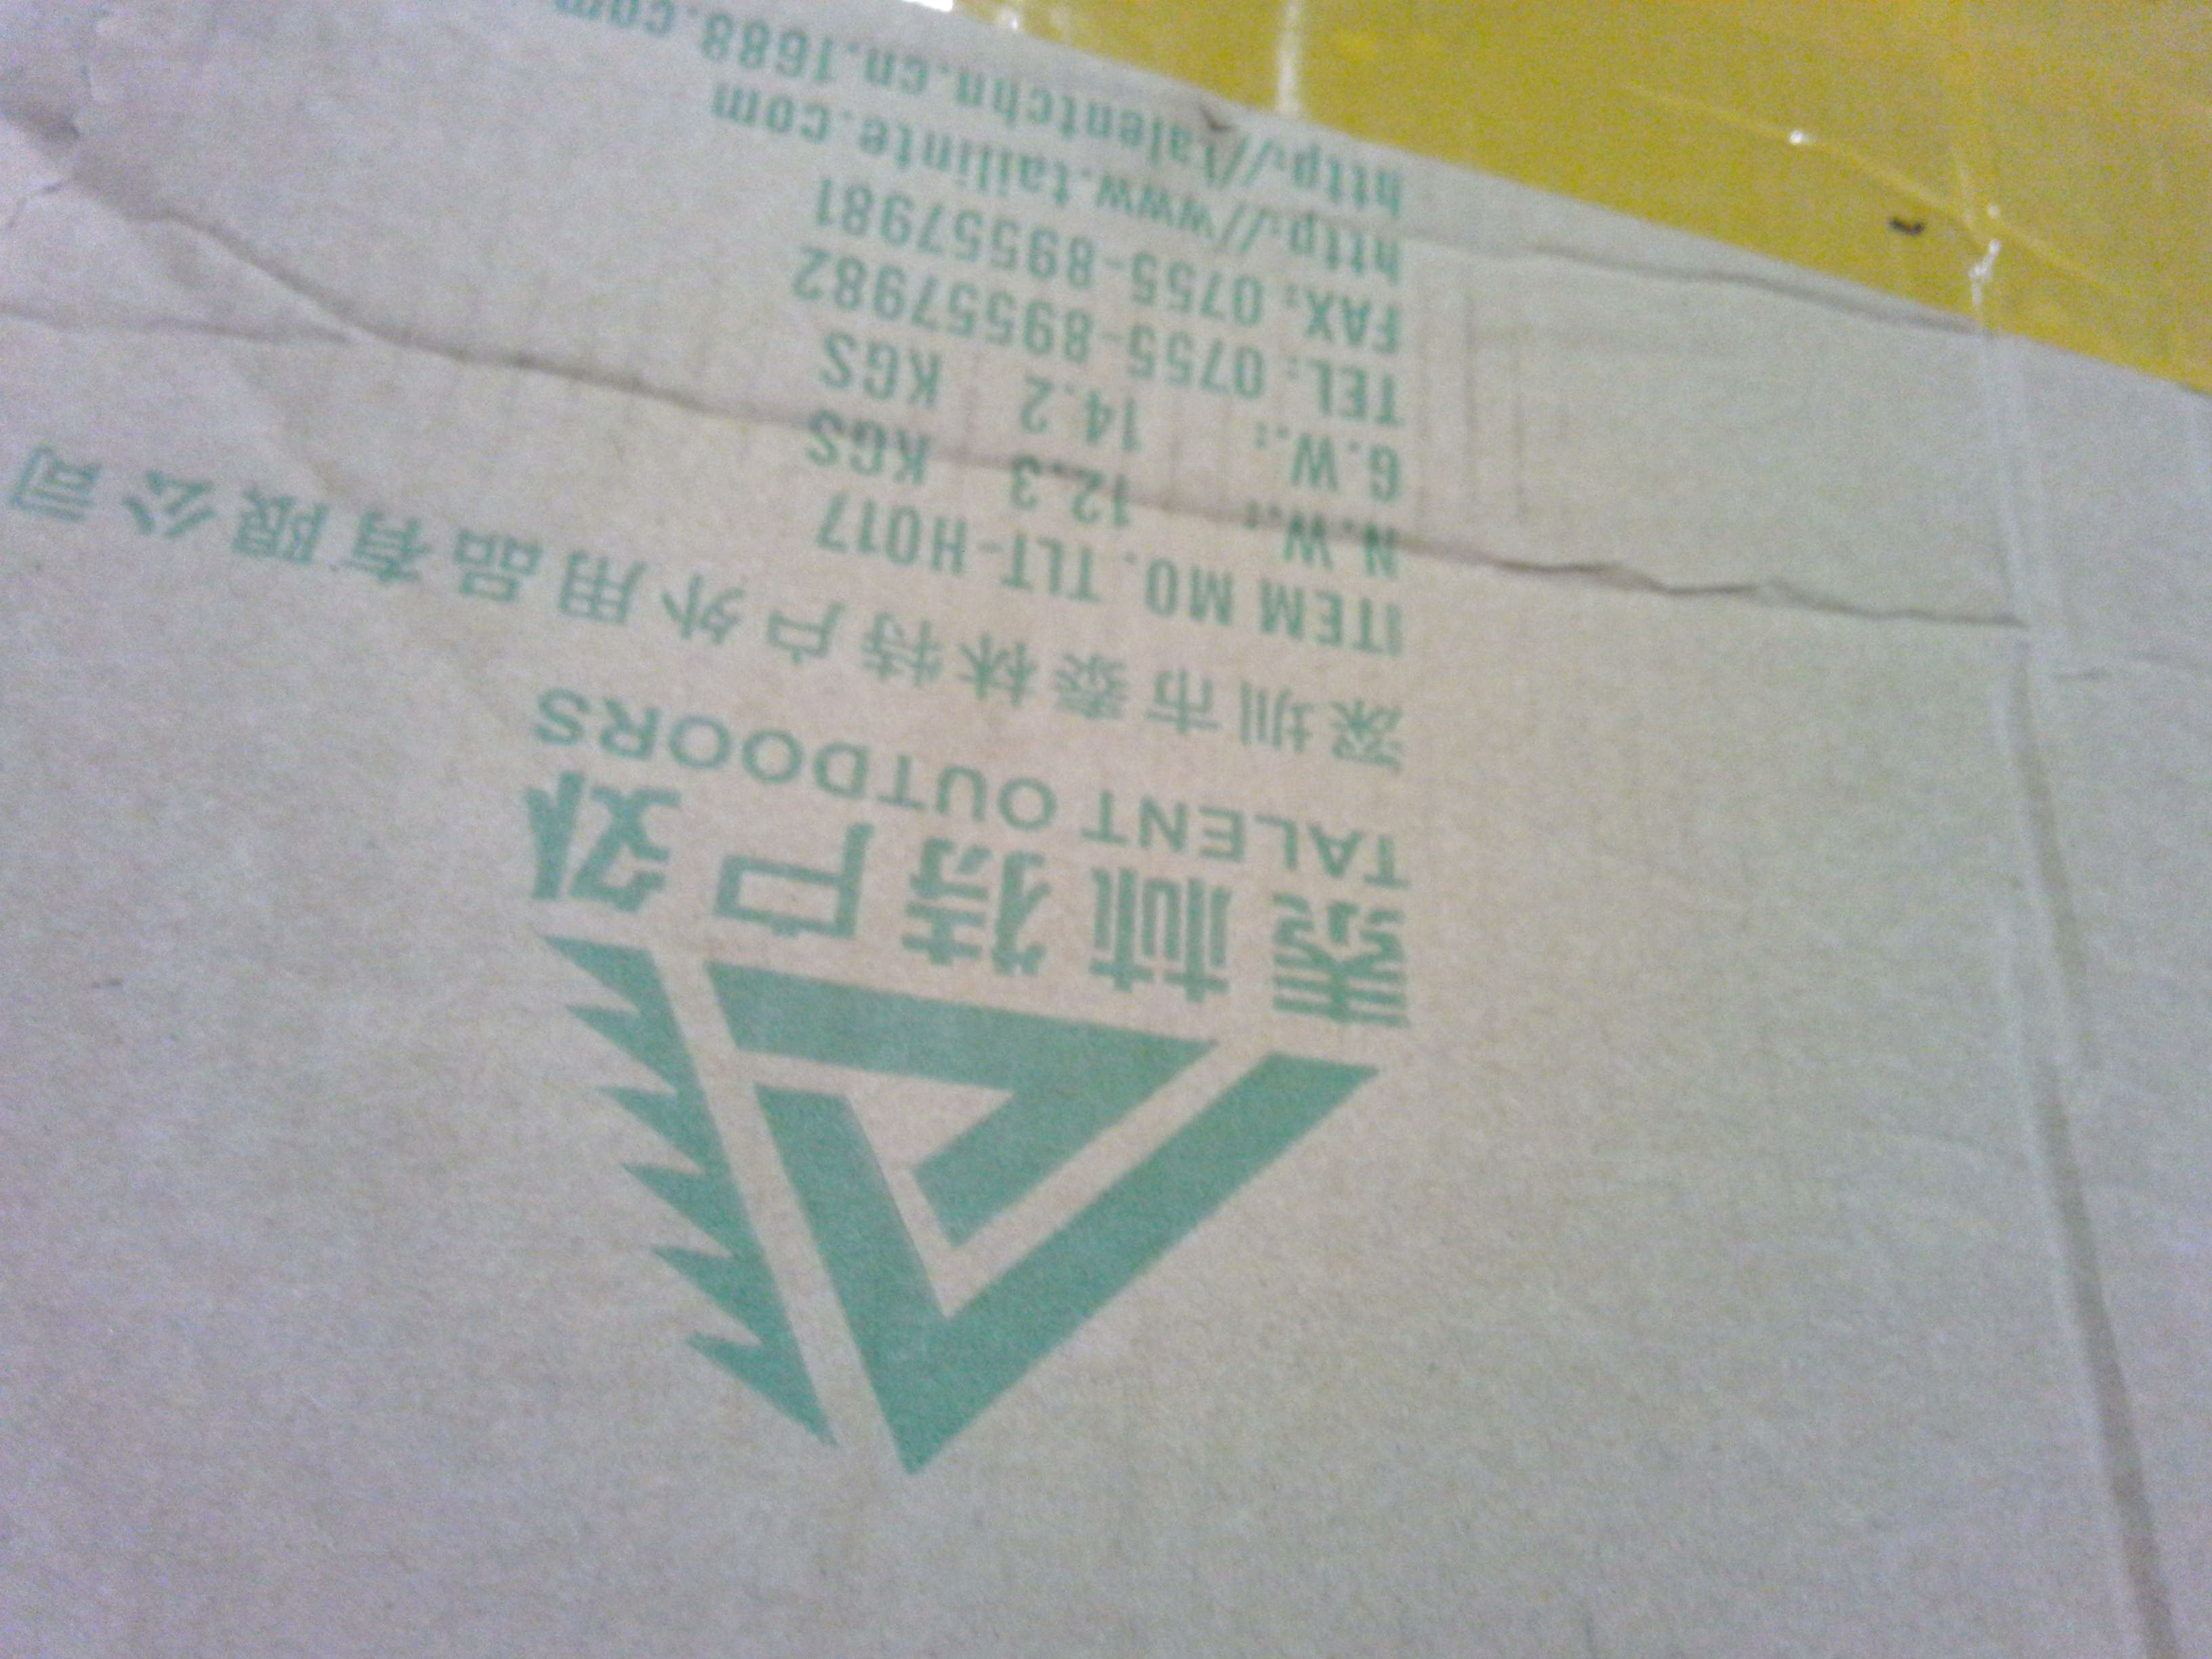 泰林特户外
TALENT OUTDOORS
深圳市泰林特户外用品有限公司
ITEM MO. TLT-H017
N.W.: 12.3 KGS
G.W.: 14.2 KGS
TEL: 0755-89557982
FAX: 0755-89557981
http://www.tailinte.com
http://talentchn.cn.1688.com